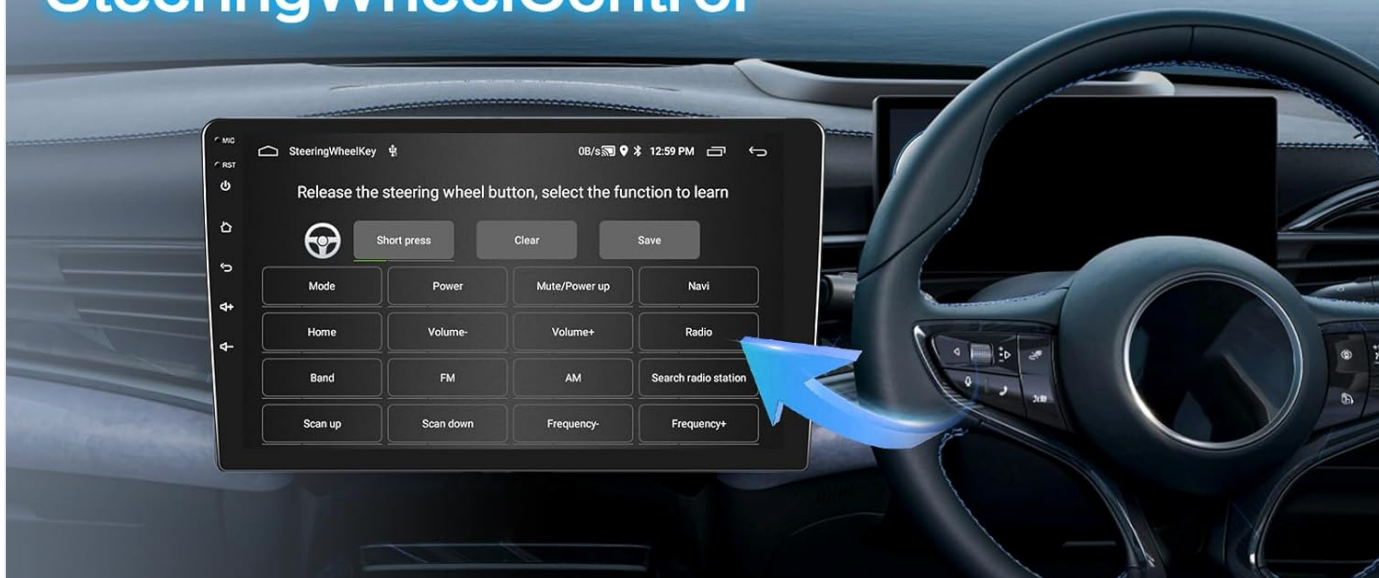 SteeringWheelControl
MIC
RST
SteeringWheelKey
0B/s 12:59 PM
Release the steering wheel button, select the function to learn
Short press Clear Save
Mode Power Mute/Power up Navi
Home Volume- Volume+ Radio
Band FM AM Search radio station
Scan up Scan down Frequency- Frequency+